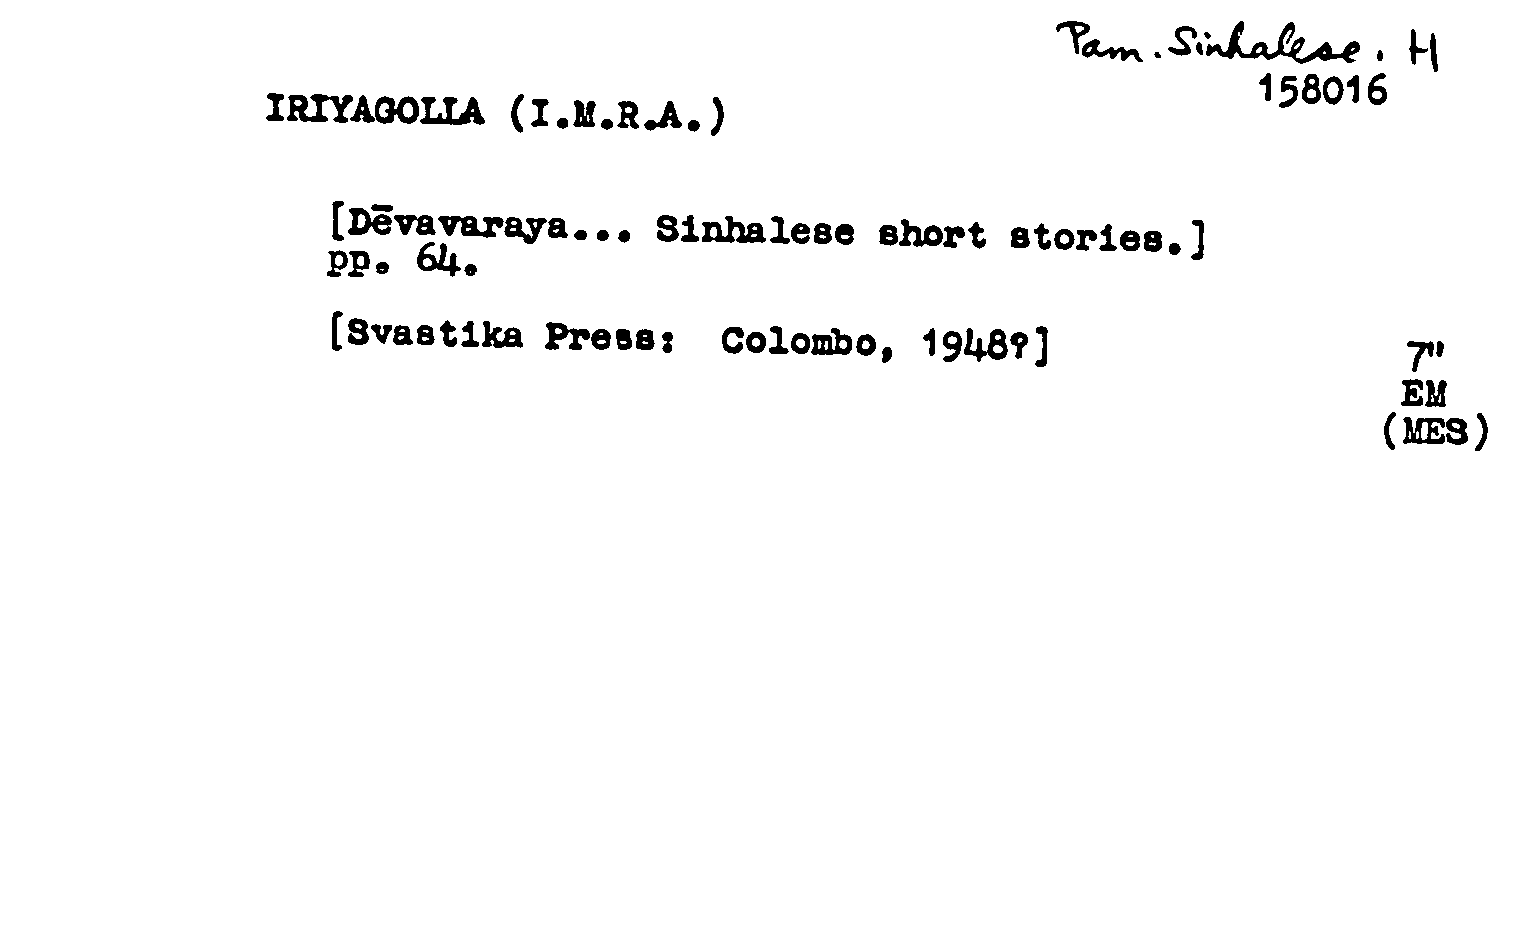 Pam. Sinhalese. H
158016
IRIYAGOLLA (I.M.R.A.)
[Dēvavaraya... Sinhalese short stories.]
pp. 64.
[Svastika Press: Colombo, 1948?]
7"
EM
(MES)